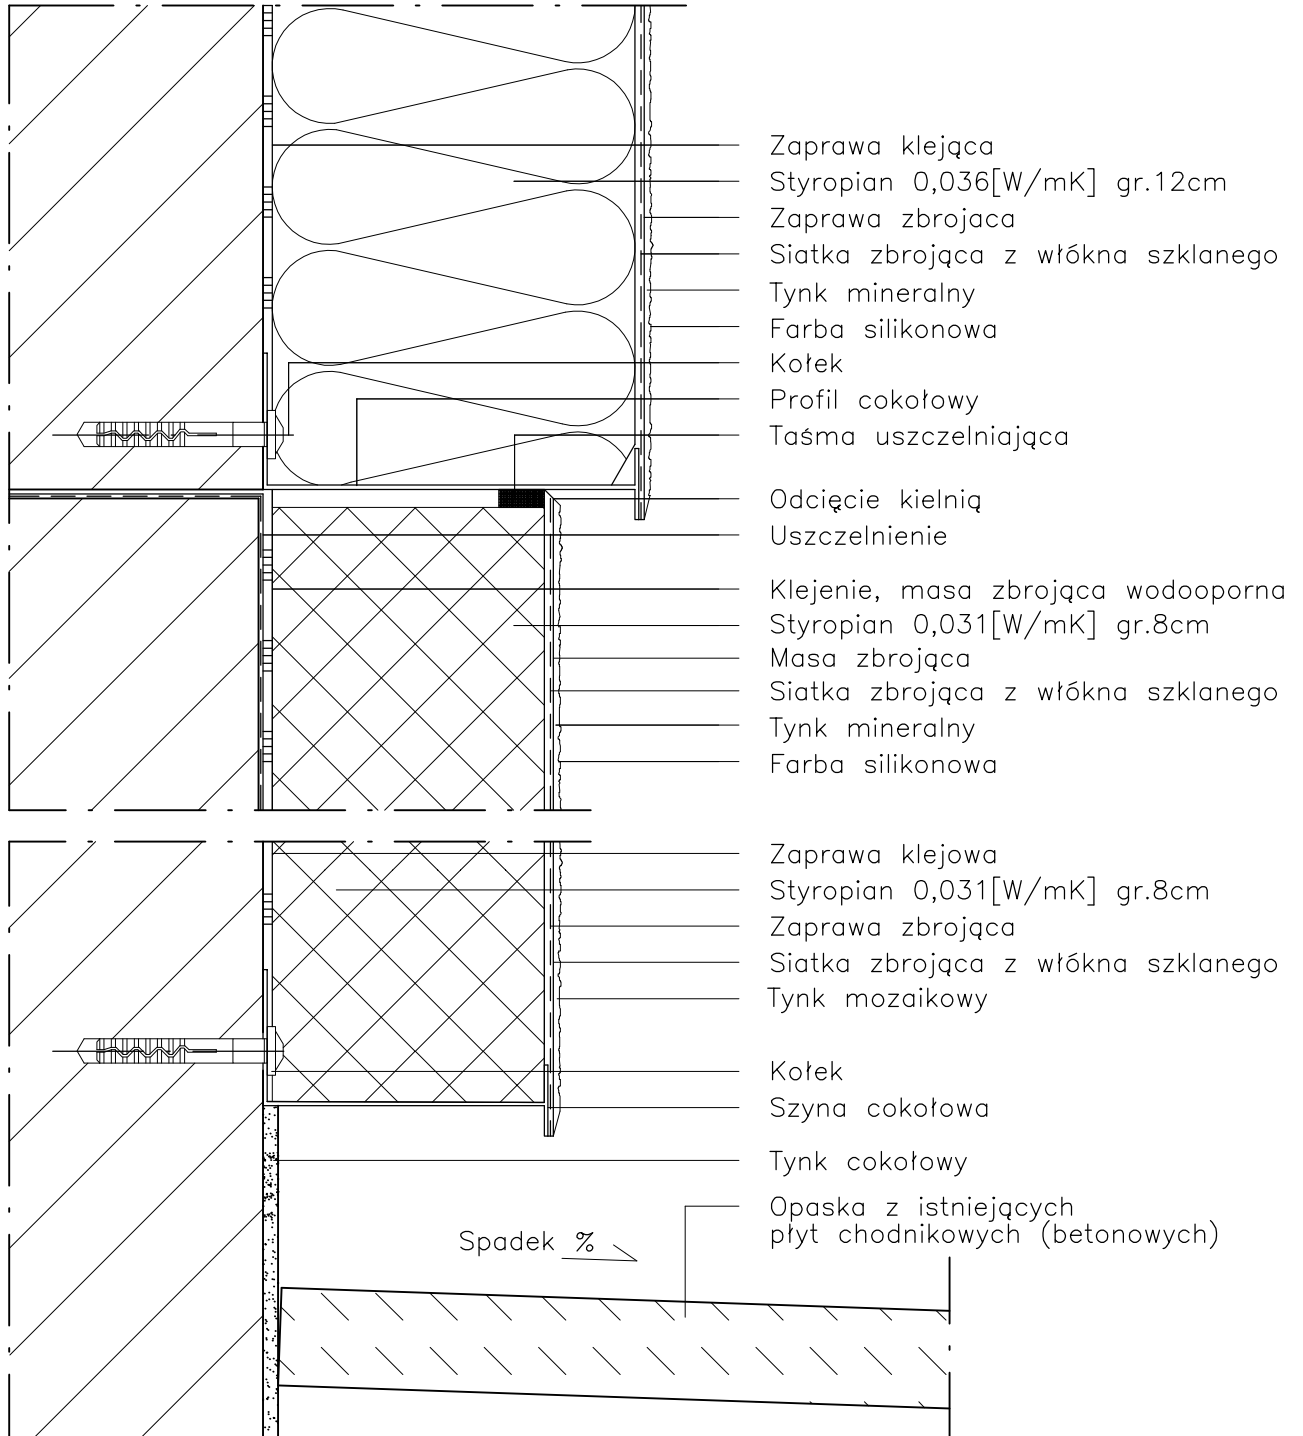 Zaprawa klejąca
Styropian 0,036[W/mK] gr.12cm
Zaprawa zbrojaca
Siatka zbrojąca z włókna szklanego
Tynk mineralny
Farba silikonowa
Kołek
Profil cokołowy
Taśma uszczelniająca
Odcięcie kielnią
Uszczelnienie
Klejenie, masa zbrojąca wodooporna
Styropian 0,031[W/mK] gr.8cm
Masa zbrojąca
Siatka zbrojąca z włókna szklanego
Tynk mineralny
Farba silikonowa
Zaprawa klejowa
Styropian 0,031[W/mK] gr.8cm
Zaprawa zbrojąca
Siatka zbrojąca z włókna szklanego
Tynk mozaikowy
Kołek
Szyna cokołowa
Tynk cokołowy
Opaska z istniejących
płyt chodnikowych (betonowych)
Spadek %